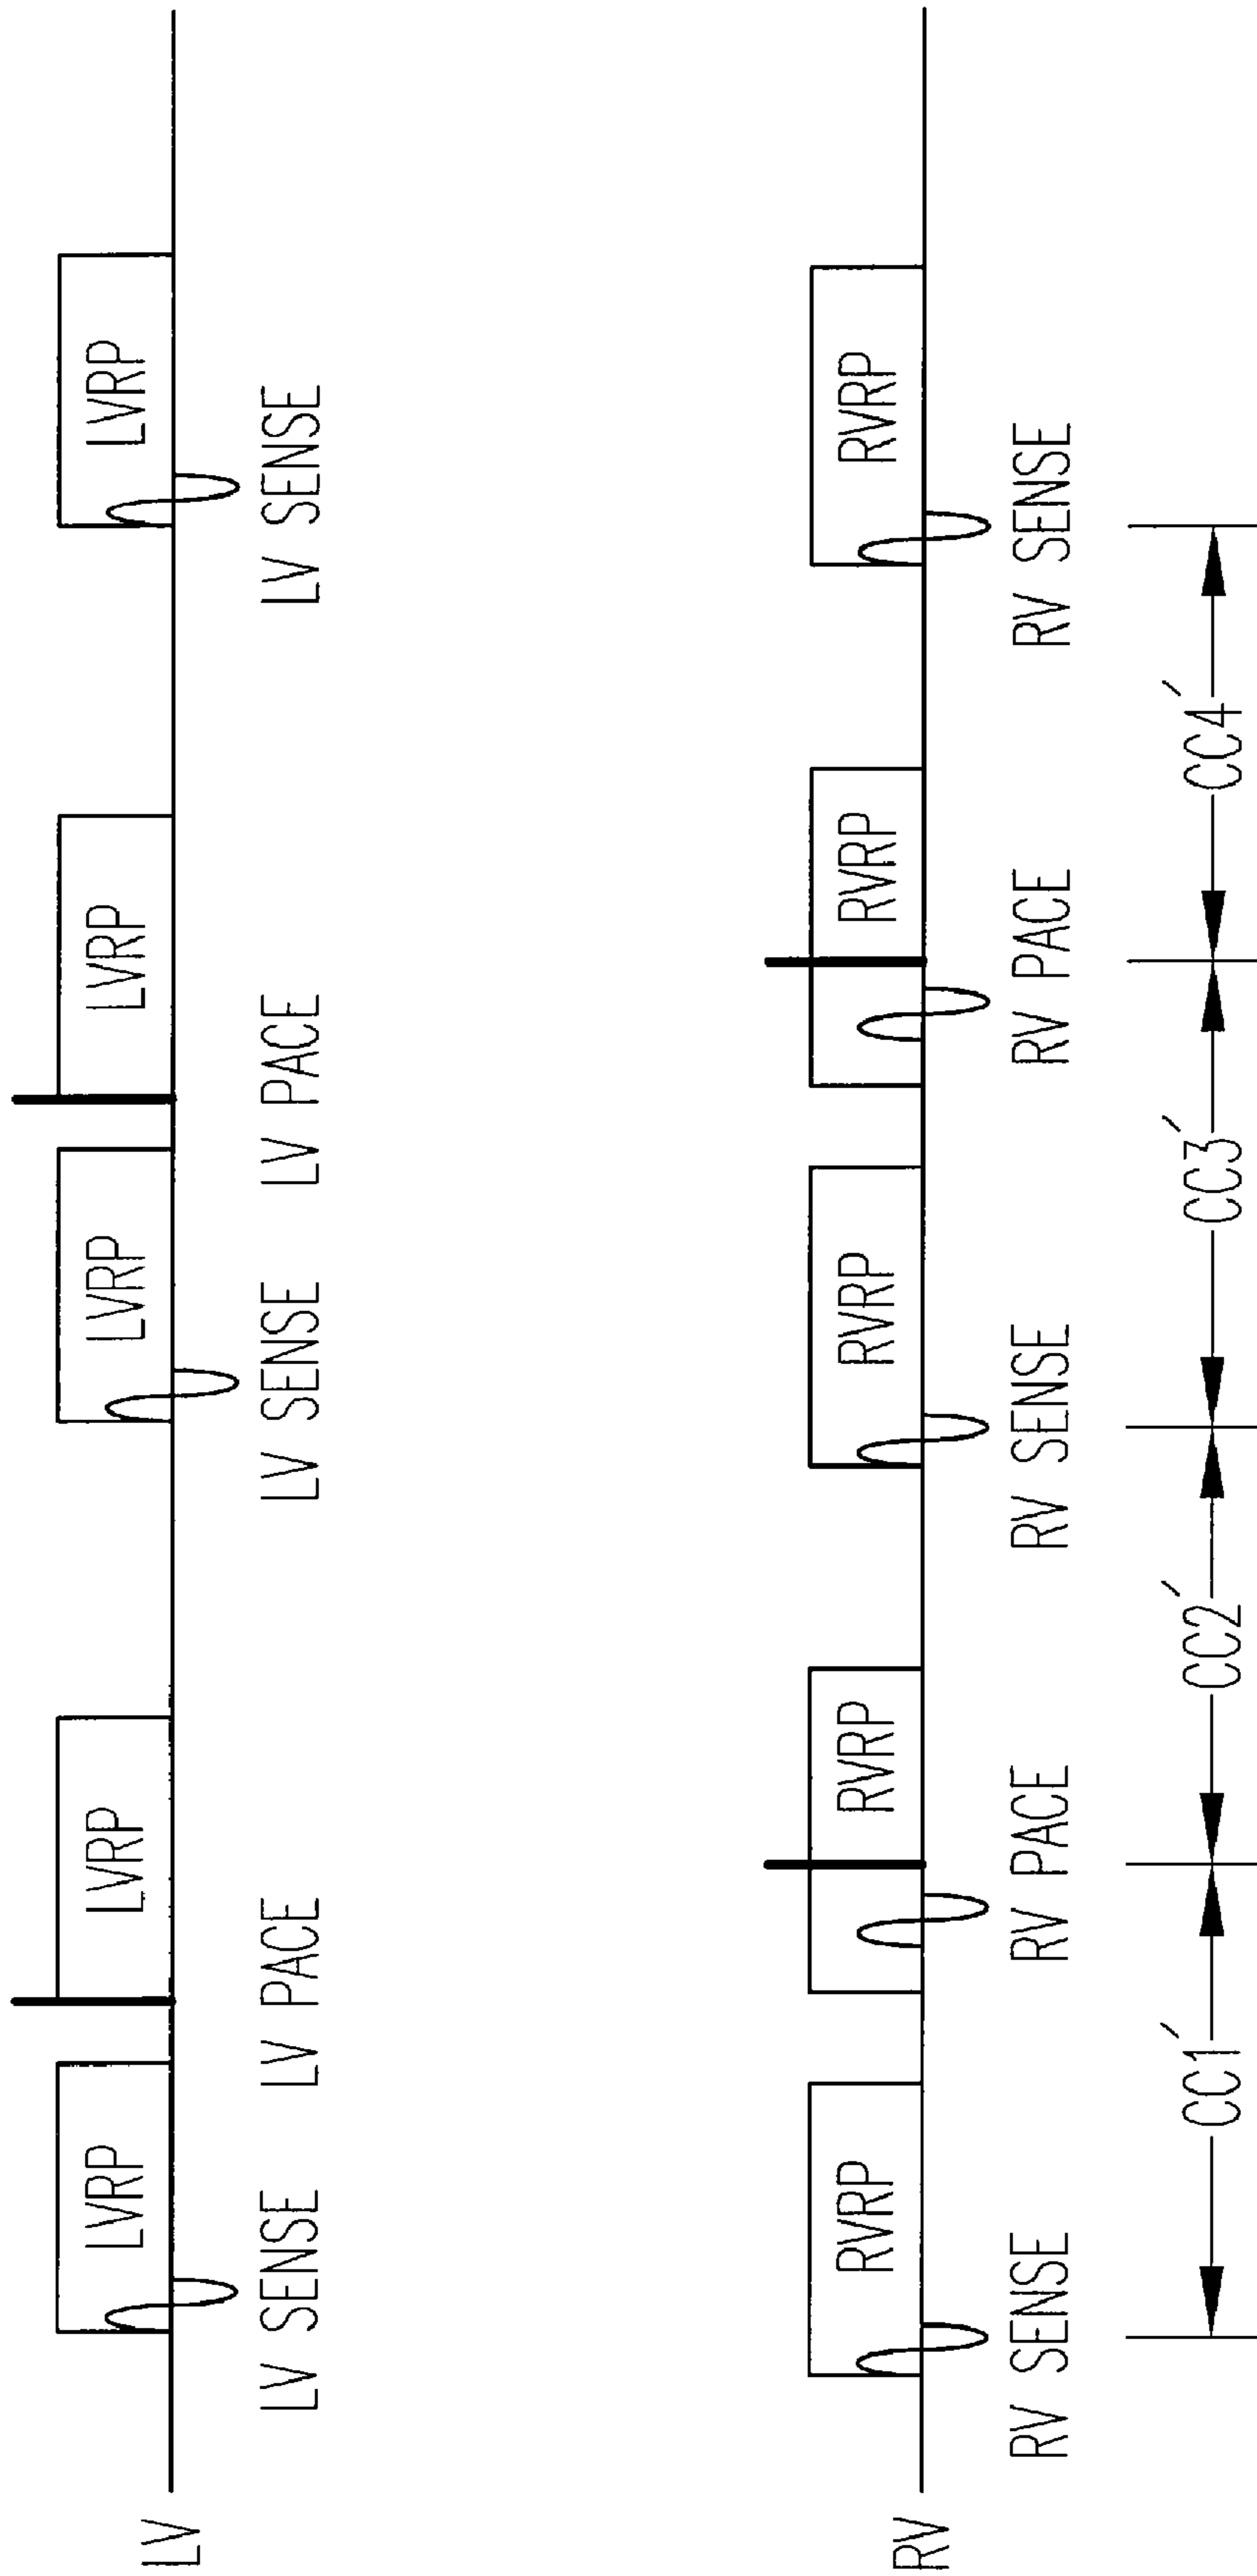 LV
LVRP
LVRP
LVRP
LVRP
LVRP
LV SENSE
LV PACE
LV SENSE
LV PACE
LV SENSE
RV
RVRP
RVRP
RVRP
RVRP
RVRP
RV SENSE
RV PACE
RV SENSE
RV PACE
RV SENSE
CC1´
CC2´
CC3´
CC4´